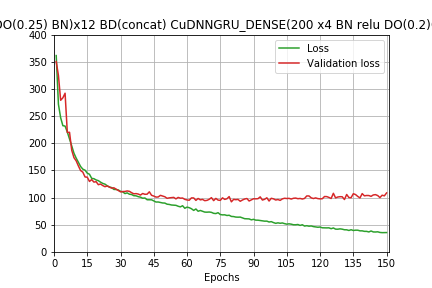 DO(0.25) BN)x12 BD(concat) CuDNNGRU_DENSE(200 x4 BN relu DO(0.2)
400
350
300
250
200
150
100
50
0
Loss
Validation loss
0 15 30 45 60 75 90 105 120 135 150
Epochs